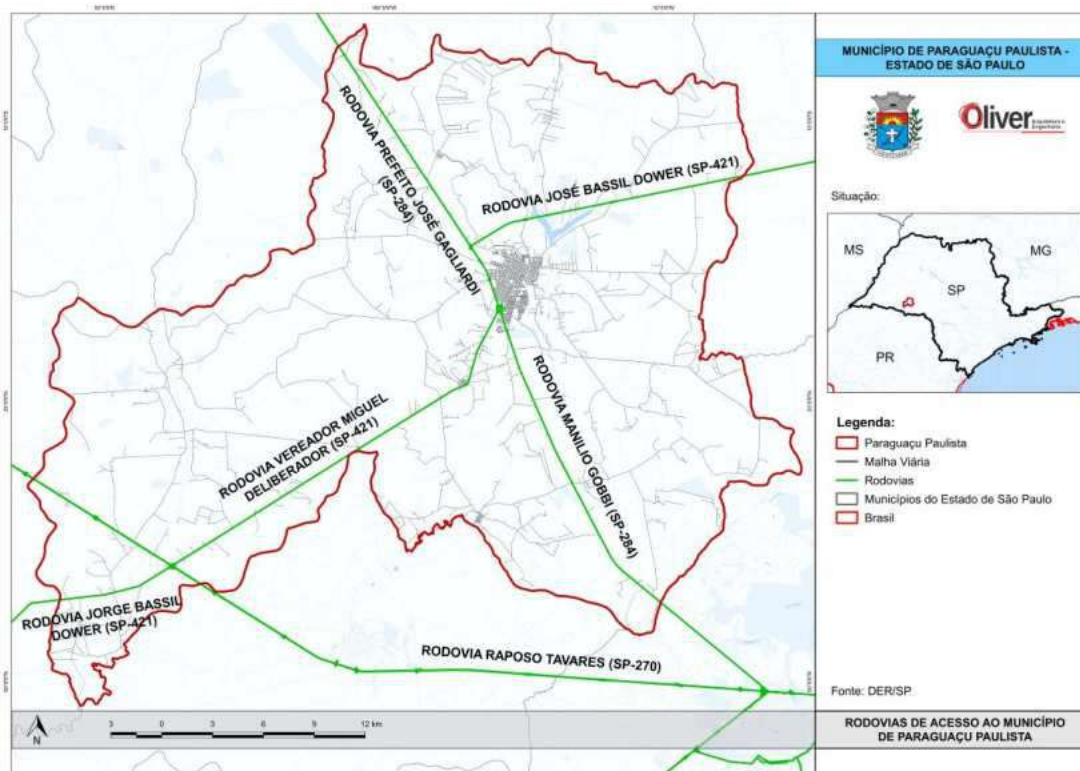 RODOVIA PREFEITO JOSÉ GAGLIARDI
(SP-284)
RODOVIA JOSÉ BASSIL DOWER (SP-421)
RODOVIA VEREADOR MIGUEL
DELIBERADOR (SP-421)
RODOVIA MANILIO GOBBI (SP-284)
RODOVIA JORGE BASSIL
DOWER (SP-421)
RODOVIA RAPOSO TAVARES (SP-270)
N
3 0 3 6 9 12 km
MUNICÍPIO DE PARAGUAÇU PAULISTA -
ESTADO DE SÃO PAULO
Oliver
Arquitetura e
Engenharia
Situação:
MS
MG
SP
PR
Legenda:
Paraguaçu Paulista
Malha Viária
Rodovias
Municípios do Estado de São Paulo
Brasil
Fonte: DER/SP
RODOVIAS DE ACESSO AO MUNICÍPIO
DE PARAGUAÇU PAULISTA